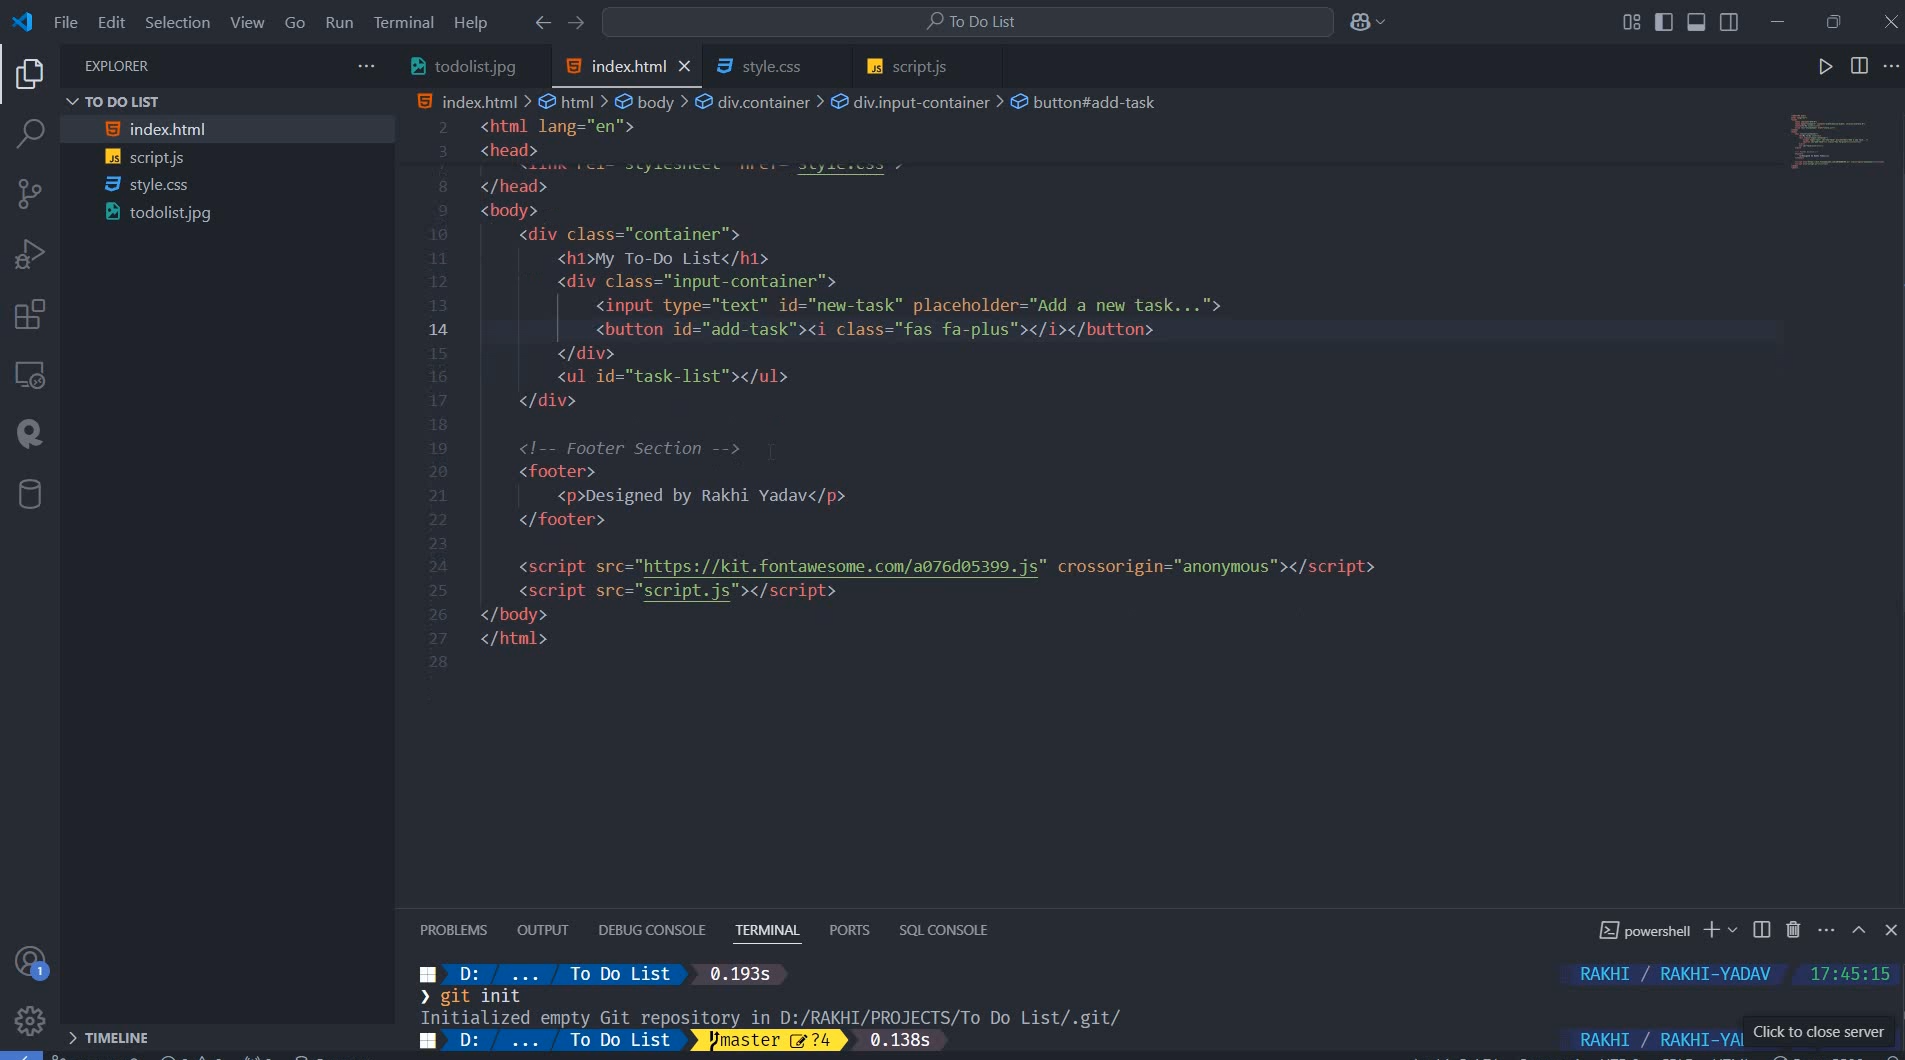 File Edit Selection View Go Run Terminal Help
To Do List
EXPLORER
TO DO LIST
index.html
script.js
style.css
todolist.jpg
TIMELINE
1
todolist.jpg index.html style.css script.js
index.html > html > body > div.container > div.input-container > button#add-task
2 <html lang="en">
3 <head>
7 <link rel="stylesheet" href="style.css">
8 </head>
9 <body>
10 <div class="container">
11 <h1>My To-Do List</h1>
12 <div class="input-container">
13 <input type="text" id="new-task" placeholder="Add a new task...">
14 <button id="add-task"><i class="fas fa-plus"></i></button>
15 </div>
16 <ul id="task-list"></ul>
17 </div>
18
19 <!-- Footer Section -->
20 <footer>
21 <p>Designed by Rakhi Yadav</p>
22 </footer>
23
24 <script src="https://kit.fontawesome.com/a076d05399.js" crossorigin="anonymous"></script>
25 <script src="script.js"></script>
26 </body>
27 </html>
28
PROBLEMS OUTPUT DEBUG CONSOLE TERMINAL PORTS SQL CONSOLE
powershell
D: ... To Do List 0.193s RAKHI / RAKHI-YADAV 17:45:15
❯ git init
Initialized empty Git repository in D:/RAKHI/PROJECTS/To Do List/.git/
D: ... To Do List master ?4 0.138s RAKHI /
Click to close server